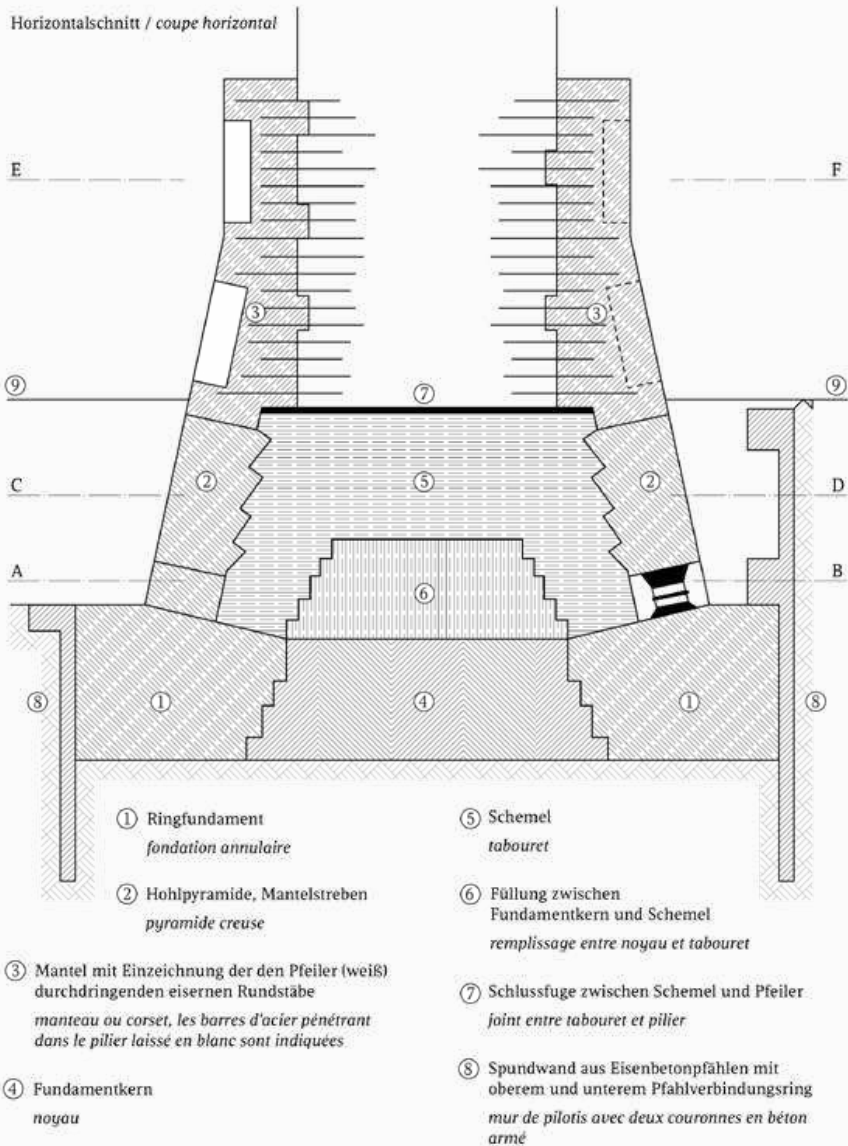 Horizontalschnitt / coupe horizontal
E
F
3
3
9
7
9
C
2
5
2
D
A
6
B
8
1
4
1
8
1 Ringfundament
fondation annulaire
2 Hohlpyramide, Mantelstreben
pyramide creuse
3 Mantel mit Einzeichnung der den Pfeiler (weiß)
durchdringenden eisernen Rundstäbe
manteau ou corset, les barres d'acier pénétrant
dans le pilier laissé en blanc sont indiquées
4 Fundamentkern
noyau
5 Schemel
tabouret
6 Füllung zwischen
Fundamentkern und Schemel
remplissage entre noyau et tabouret
7 Schlussfuge zwischen Schemel und Pfeiler
joint entre tabouret et pilier
8 Spundwand aus Eisenbetonpfählen mit
oberem und unterem Pfahlverbindungsring
mur de pilotis avec deux couronnes en béton
armé